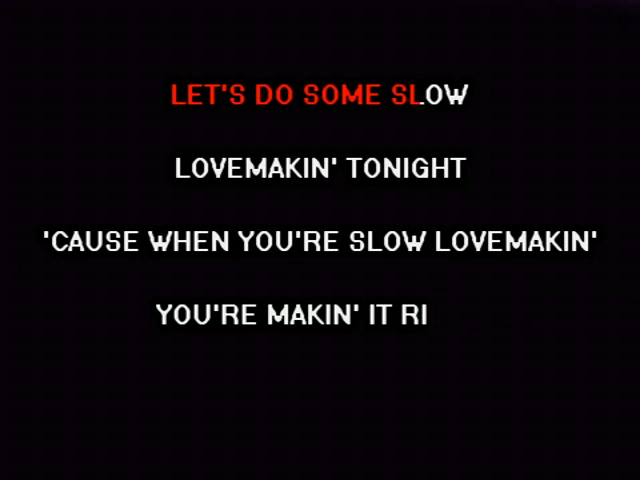 LET'S DO SOME SLOW
LOVEMAKIN' TONIGHT
'CAUSE WHEN YOU'RE SLOW LOVEMAKIN'
YOU'RE MAKIN' IT RI